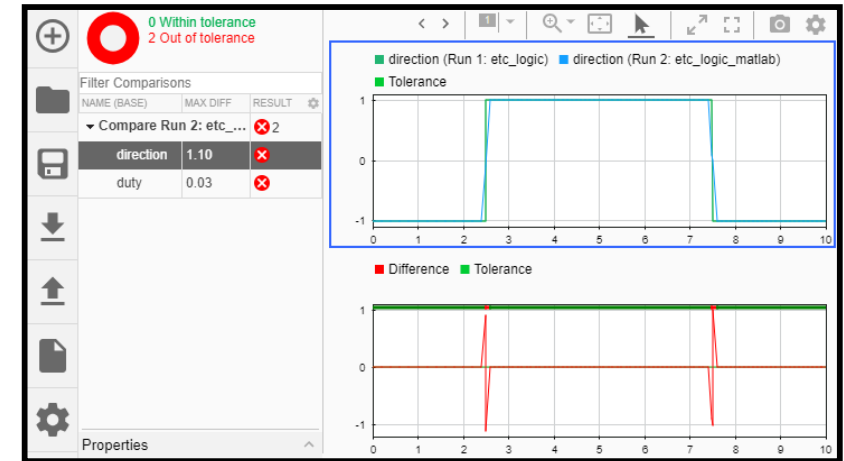 0 Within tolerance
2 Out of tolerance
Filter Comparisons
NAME (BASE) MAX DIFF RESULT
Compare Run 2: etc_... 2
direction 1.10
duty 0.03
Properties
1
direction (Run 1: etc_logic) direction (Run 2: etc_logic_matlab)
Tolerance
1
0
-1
0 1 2 3 4 5 6 7 8 9 10
Difference Tolerance
1
0
-1
0 1 2 3 4 5 6 7 8 9 10